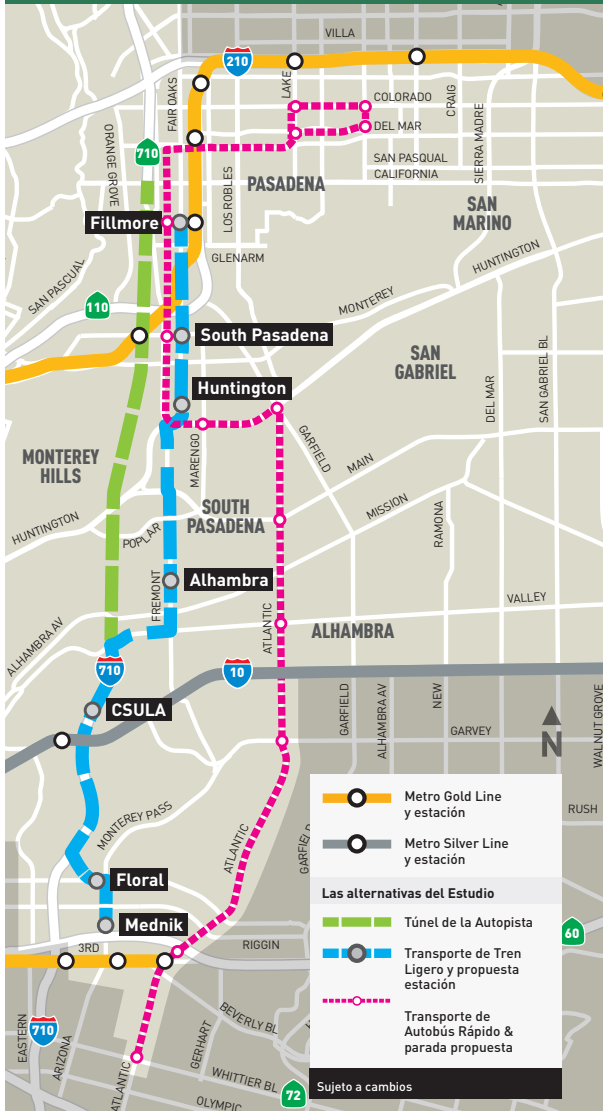 VILLA
210
LAKE
FAIR OAKS
COLORADO
CRAIG
DEL MAR
ORANGE GROVE
710
SIERRA MADRE
SAN PASQUAL
CALIFORNIA
LOS ROBLES
PASADENA
SAN
MARINO
Fillmore
GLENARM
HUNTINGTON
SAN PASCUAL
110
MONTEREY
South Pasadena
SAN
GABRIEL
SAN GABRIEL BL
DEL MAR
Huntington
GARFIELD
MARENGO
MAIN
MONTEREY
HILLS
MISSION
RAMONA
SOUTH
PASADENA
HUNTINGTON
POPLAR
Alhambra
FREMONT
VALLEY
ATLANTIC
ALHAMBRA
ALHAMBRA AV
710
10
CSULA
GARFIELD
ALHAMBRA AV
NEW
GARVEY
N
WALNUT GROVE
MONTEREY PASS
ATLANTIC
GARFIELD
RUSH
Metro Gold Line
y estación
Metro Silver Line
y estación
Las alternativas del Estudio
Túnel de la Autopista
Transporte de Tren
Ligero y propuesta
estación
Transporte de
Autobús Rápido &
parada propuesta
Sujeto a cambios
Floral
Mednik
3RD
RIGGIN
60
EASTERN
710
ARIZONA
ATLANTIC
GERHART
BEVERLY BL
WHITTIER BL
72
OLYMPIC